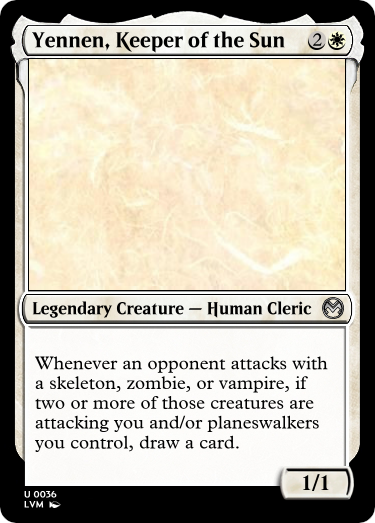 Yennen, Keeper of the Sun 2
Legendary Creature — Human Cleric
Whenever an opponent attacks with
a skeleton, zombie, or vampire, if
two or more of those creatures are
attacking you and/or planeswalkers
you control, draw a card.
1/1
U 0036
LVM